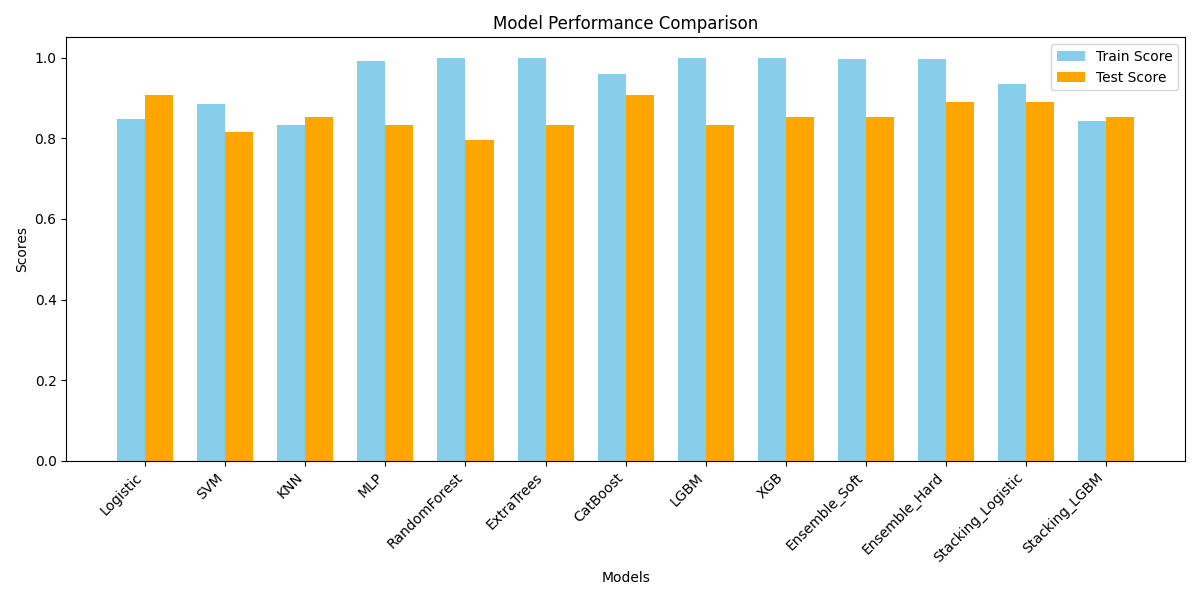 Model Performance Comparison
Train Score
Test Score
Scores
1.0
0.8
0.6
0.4
0.2
0.0
Logistic
SVM
KNN
MLP
RandomForest
ExtraTrees
CatBoost
LGBM
XGB
Ensemble_Soft
Ensemble_Hard
Stacking_Logistic
Stacking_LGBM
Models